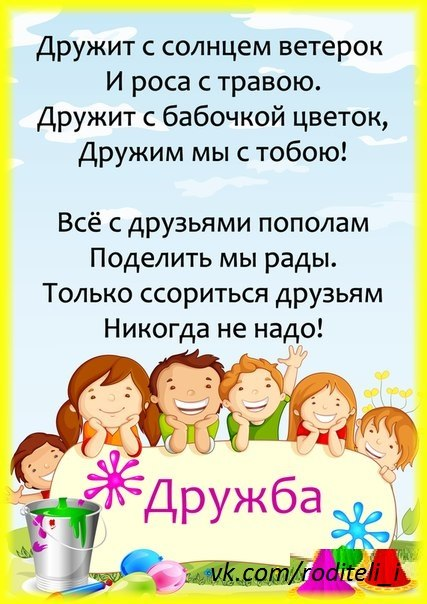 Дружит с солнцем ветерок
И роса с травою.
Дружит с бабочкой цветок,
Дружим мы с тобою!
Всё с друзьями пополам
Поделить мы рады.
Только ссориться друзьям
Никогда не надо!
Дружба
vk.com/roditeli_i